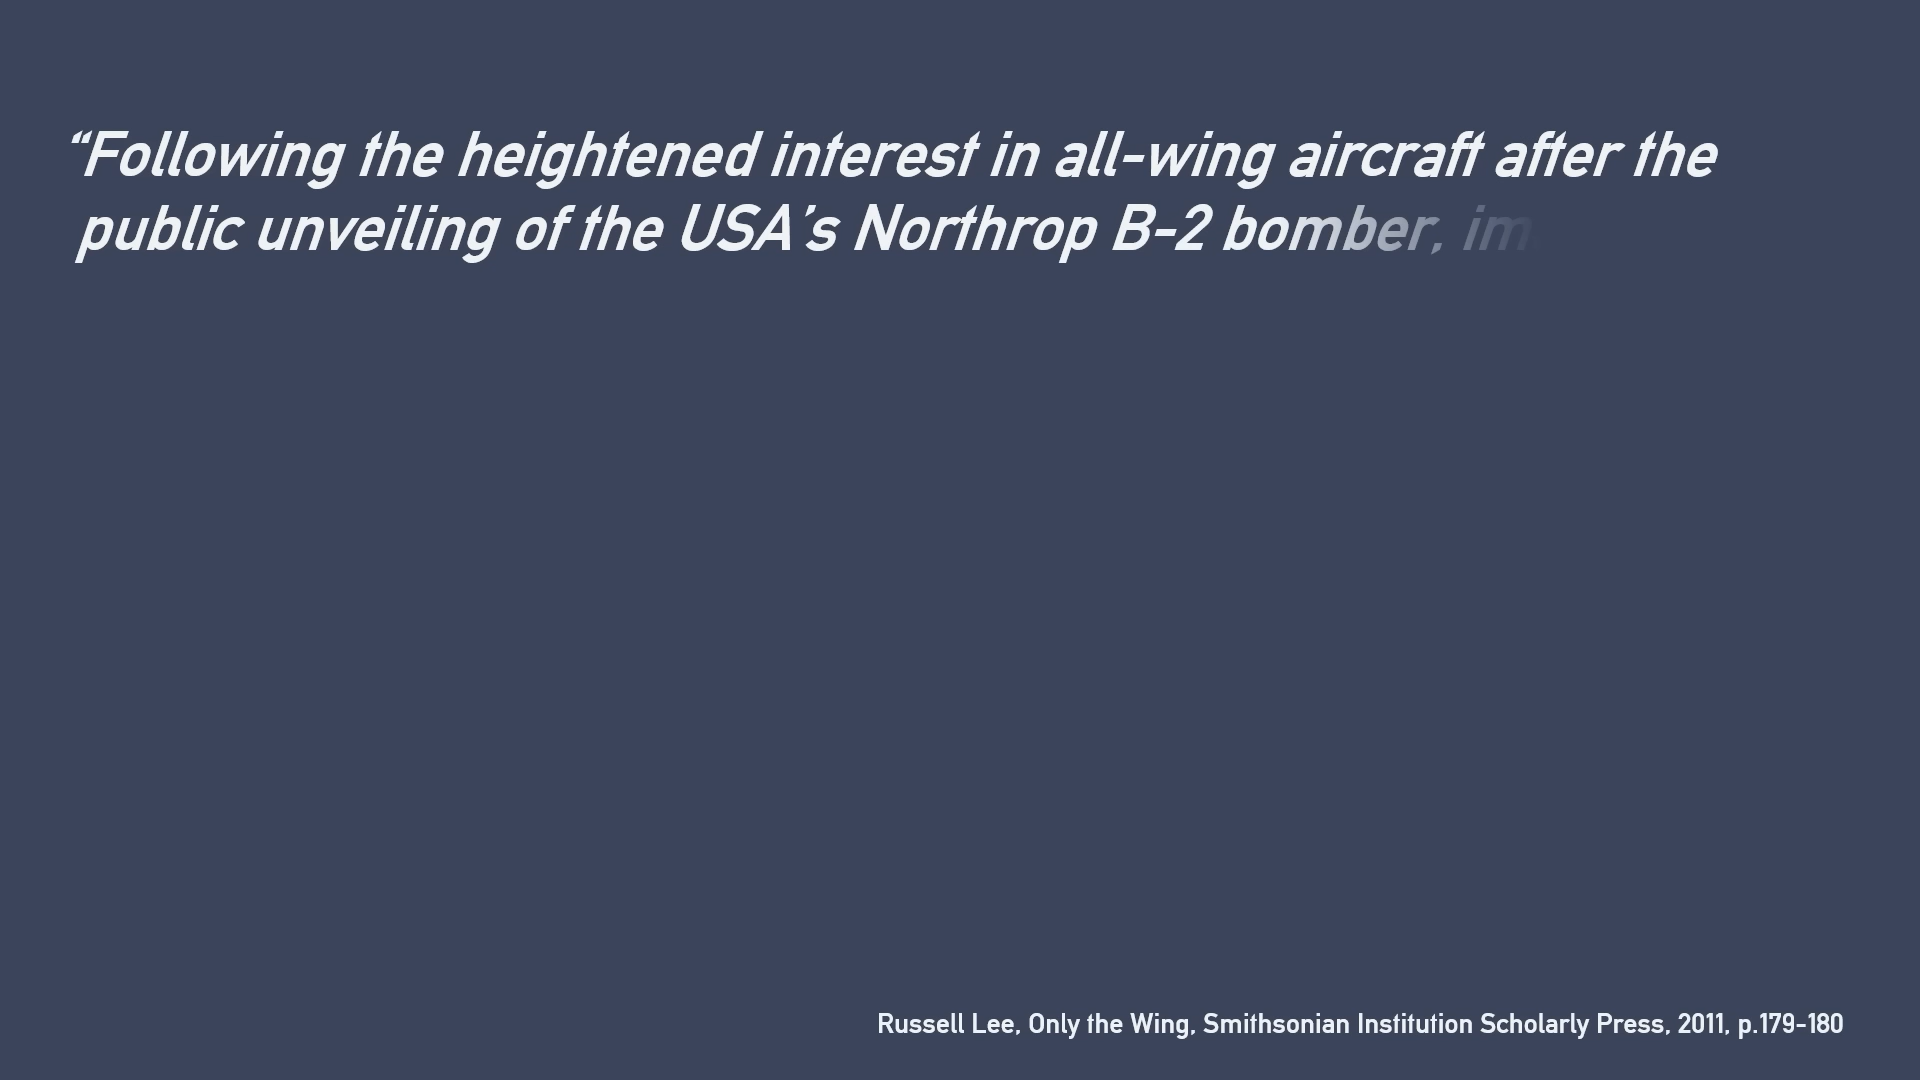 “Following the heightened interest in all-wing aircraft after the
public unveiling of the USA’s Northrop B-2 bomber,
Russell Lee, Only the Wing, Smithsonian Institution Scholarly Press, 2011, p.179-180